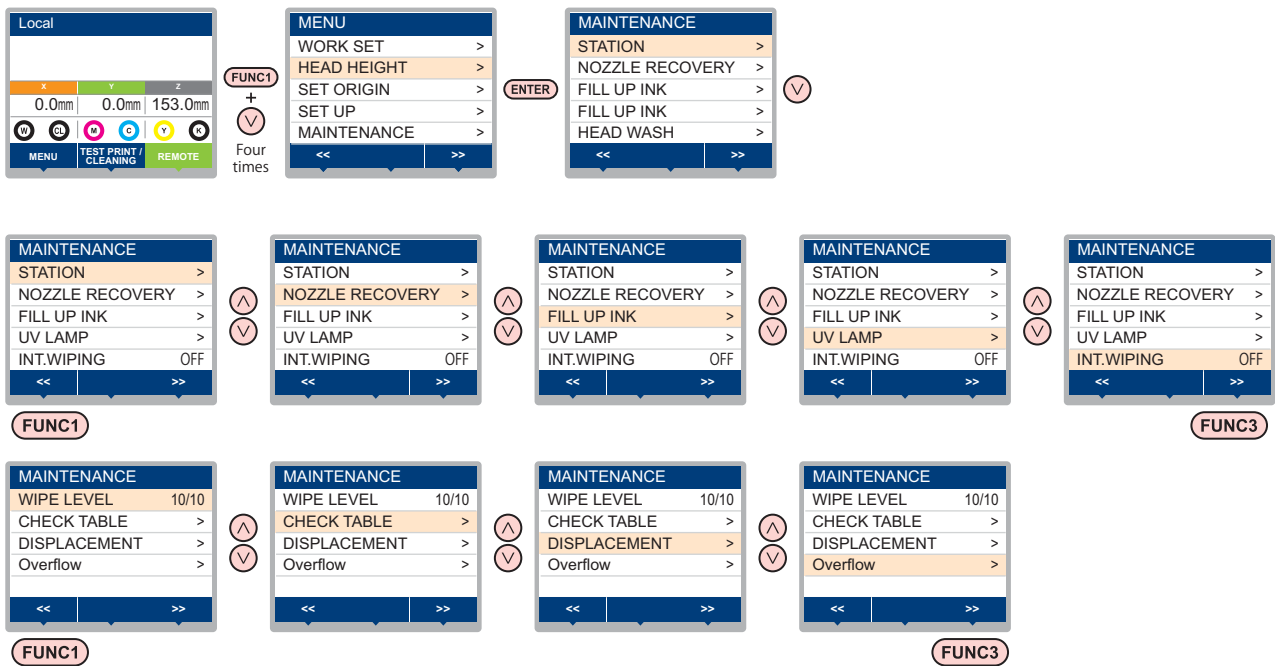 Local
X Y Z
0.0mm 0.0mm 153.0mm
W CL M C Y K
MENU TEST PRINT / CLEANING REMOTE
FUNC1
+
Four
times
MENU
WORK SET >
HEAD HEIGHT >
SET ORIGIN >
SET UP >
MAINTENANCE >
<< >>
ENTER
MAINTENANCE
STATION >
NOZZLE RECOVERY >
FILL UP INK >
FILL UP INK >
HEAD WASH >
<< >>
MAINTENANCE
STATION >
NOZZLE RECOVERY >
FILL UP INK >
UV LAMP >
INT.WIPING OFF
<< >>
MAINTENANCE
STATION >
NOZZLE RECOVERY >
FILL UP INK >
UV LAMP >
INT.WIPING OFF
<< >>
MAINTENANCE
STATION >
NOZZLE RECOVERY >
FILL UP INK >
UV LAMP >
INT.WIPING OFF
<< >>
MAINTENANCE
STATION >
NOZZLE RECOVERY >
FILL UP INK >
UV LAMP >
INT.WIPING OFF
<< >>
MAINTENANCE
STATION >
NOZZLE RECOVERY >
FILL UP INK >
UV LAMP >
INT.WIPING OFF
<< >>
FUNC1
FUNC3
MAINTENANCE
WIPE LEVEL 10/10
CHECK TABLE >
DISPLACEMENT >
Overflow >
<< >>
MAINTENANCE
WIPE LEVEL 10/10
CHECK TABLE >
DISPLACEMENT >
Overflow >
<< >>
MAINTENANCE
WIPE LEVEL 10/10
CHECK TABLE >
DISPLACEMENT >
Overflow >
<< >>
MAINTENANCE
WIPE LEVEL 10/10
CHECK TABLE >
DISPLACEMENT >
Overflow >
<< >>
FUNC1
FUNC3